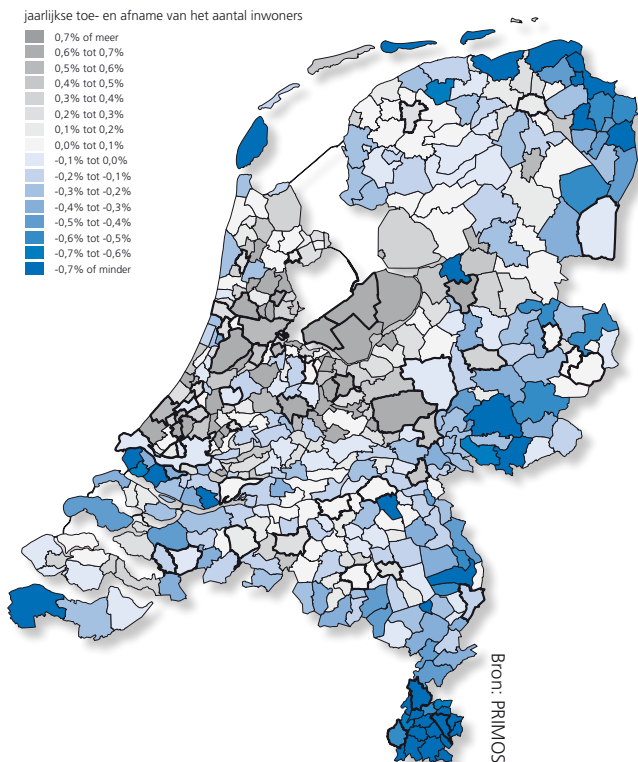 jaarlijkse toe- en afname van het aantal inwoners
0,7% of meer
0,6% tot 0,7%
0,5% tot 0,6%
0,4% tot 0,5%
0,3% tot 0,4%
0,2% tot 0,3%
0,1% tot 0,2%
0,0% tot 0,1%
-0,1% tot 0,0%
-0,2% tot -0,1%
-0,3% tot -0,2%
-0,4% tot -0,3%
-0,5% tot -0,4%
-0,6% tot -0,5%
-0,7% tot -0,6%
-0,7% of minder
Bron: PRIMOS